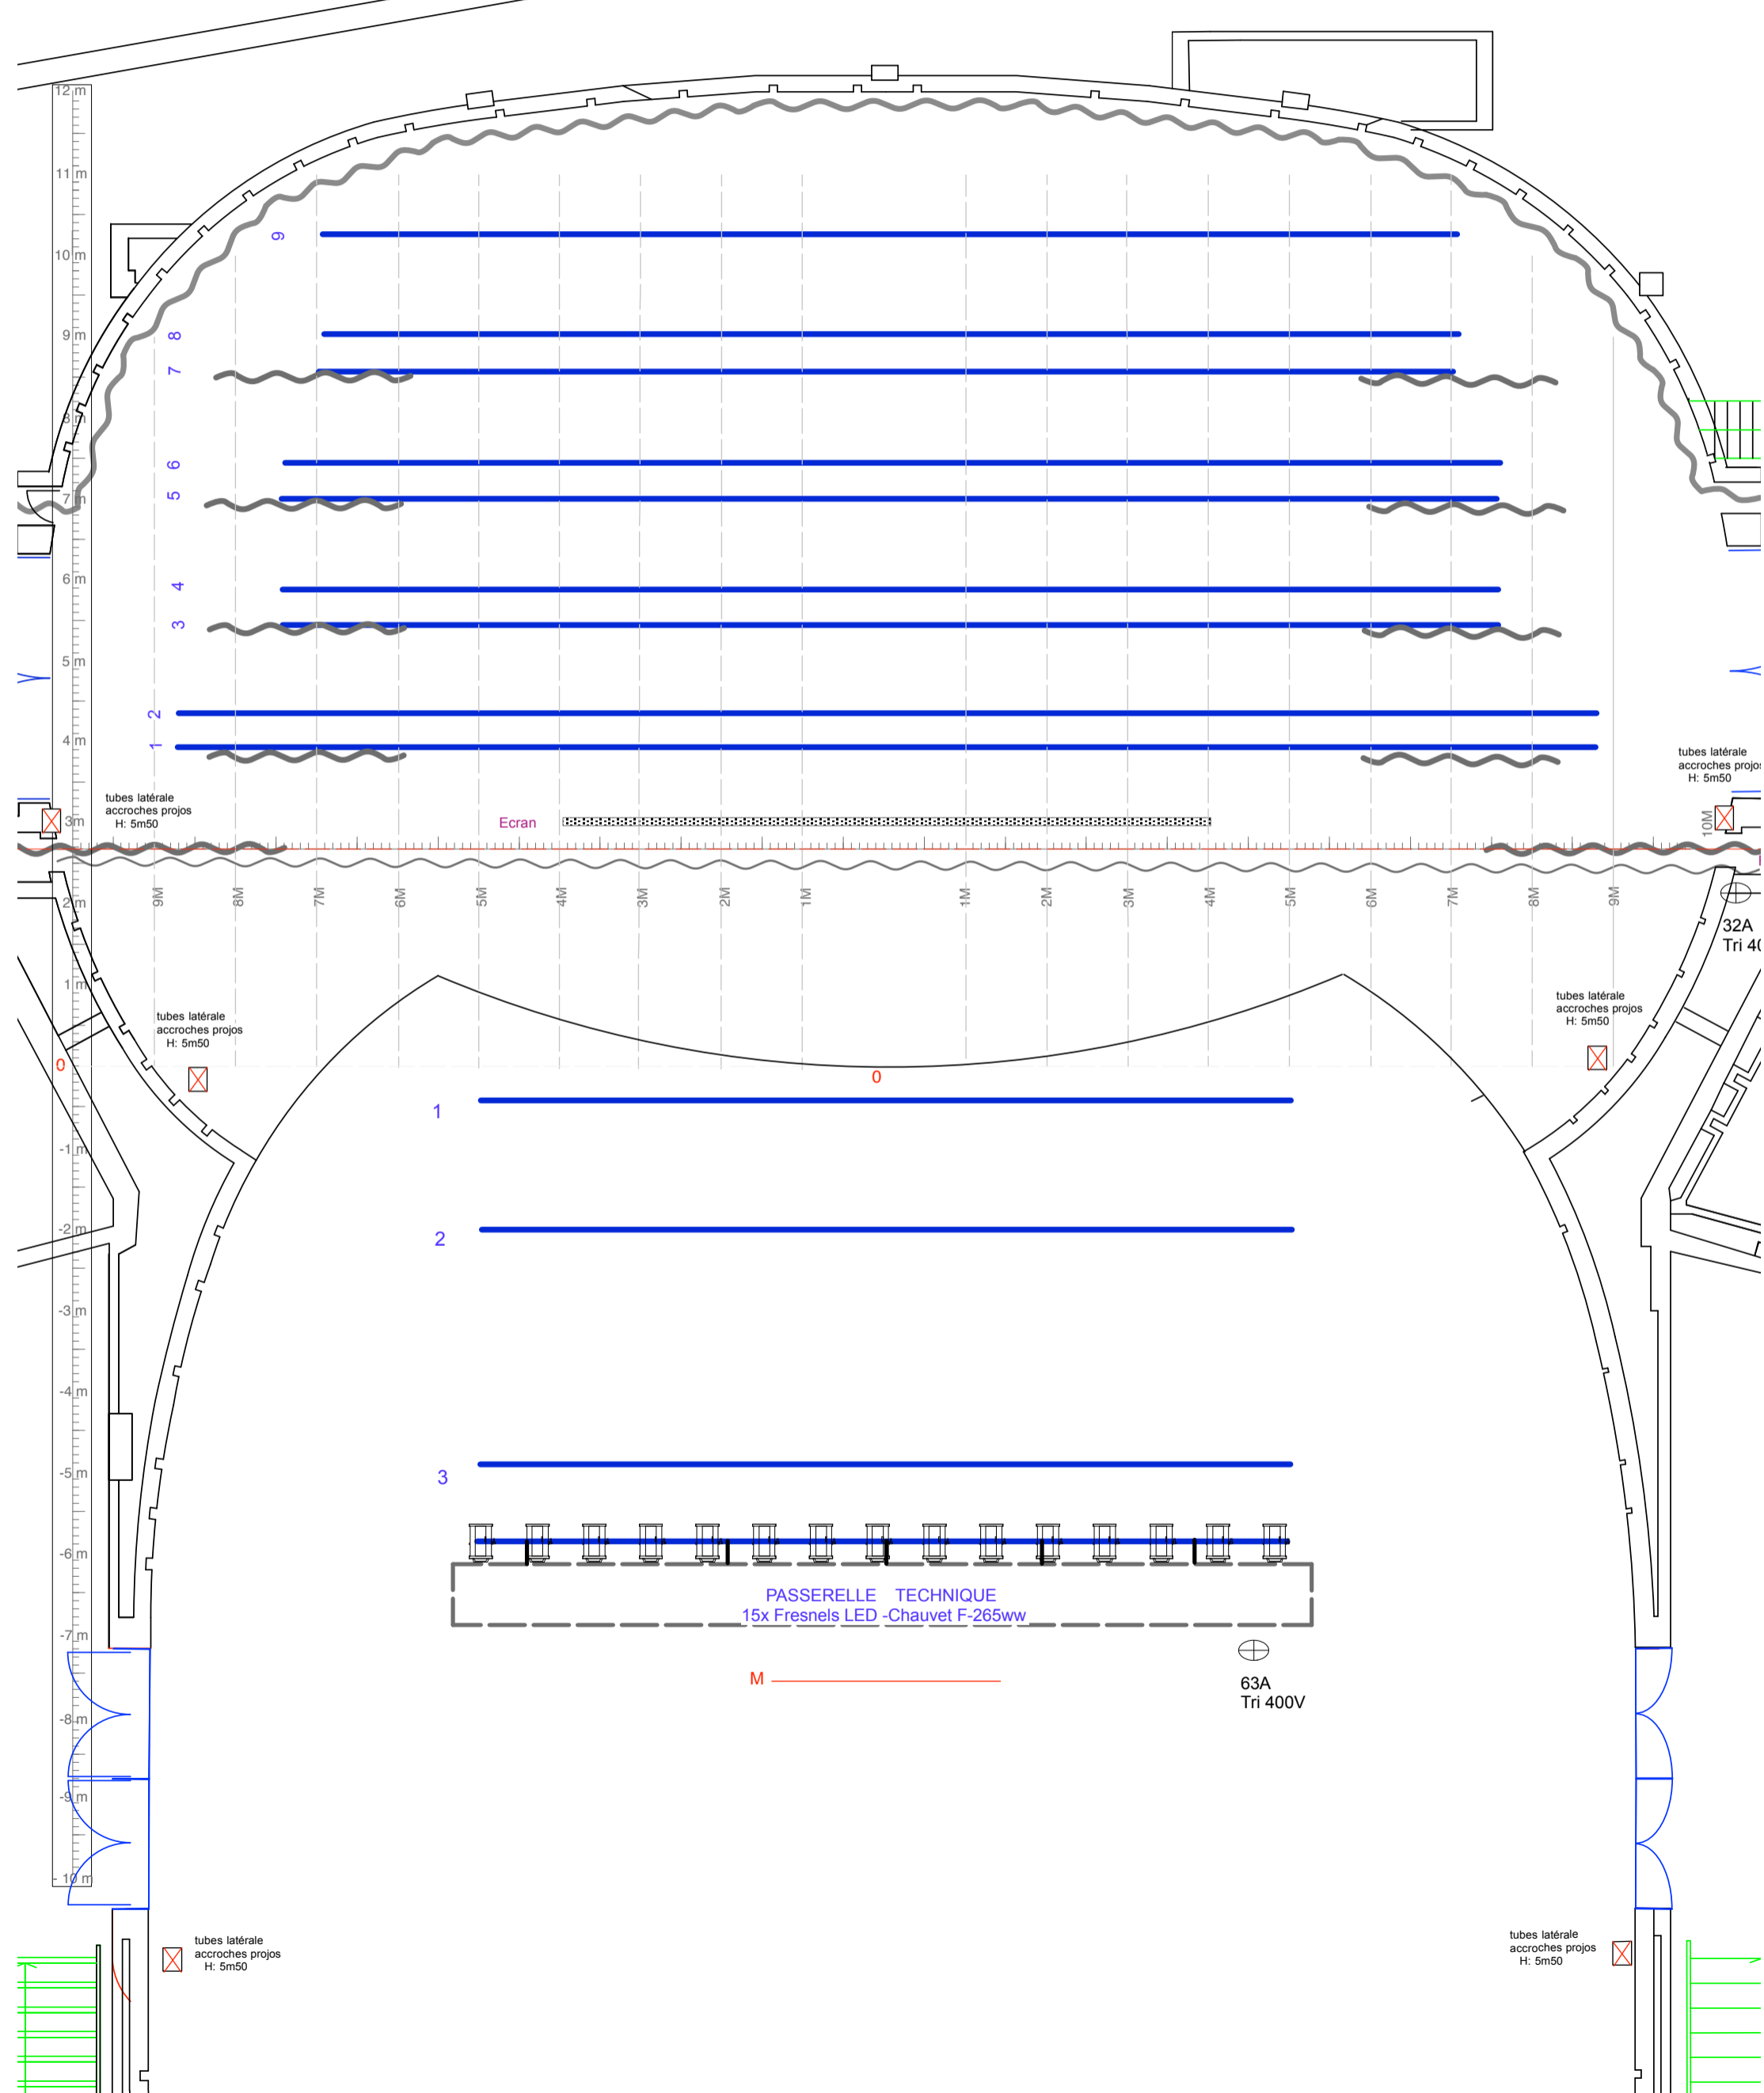 12 m
11 m
9
10 m
8
9 m
7
8 m
6
5
7 m
4
6 m
3
5 m
2
4 m
1
tubes latérale
accroches projos
H: 5m50
tubes latérale
accroches projos
H: 5m50
3m
Ecran
10M
9M
8M
7M
6M
5M
4M
3M
2M
1M
1M
2M
3M
4M
5M
6M
7M
8M
9M
2 m
32A
Tri 40
1 m
tubes latérale
accroches projos
H: 5m50
tubes latérale
accroches projos
H: 5m50
0
0
1
-1 m
2
-2 m
-3 m
-4 m
3
-5 m
-6 m
PASSERELLE TECHNIQUE
15x Fresnels LED -Chauvet F-265ww
-7 m
M
63A
Tri 400V
-8 m
-9 m
- 10 m
tubes latérale
accroches projos
H: 5m50
tubes latérale
accroches projos
H: 5m50